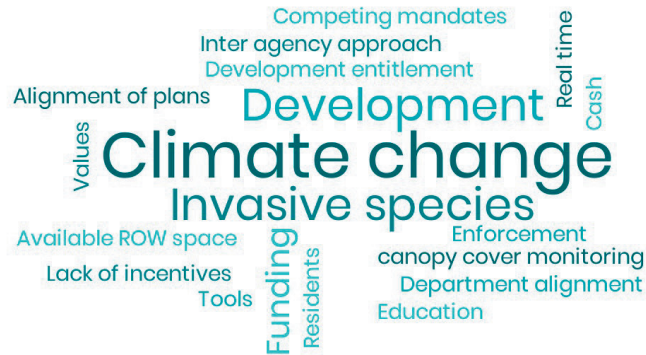 Competing mandates
Inter agency approach
Development entitlement
Real time
Alignment of plans
Development
Cash
Values
Climate change
Invasive species
Available ROW space
Funding
Enforcement
Lack of incentives
Residents
canopy cover monitoring
Tools
Department alignment
Education